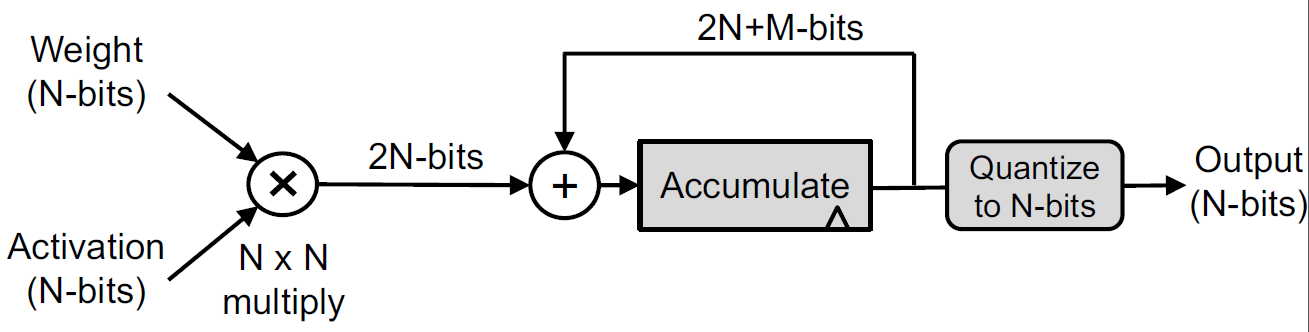 Weight
(N-bits)
Activation
(N-bits)
×
N x N
multiply
2N-bits
2N+M-bits
+
Accumulate
Quantize
to N-bits
Output
(N-bits)